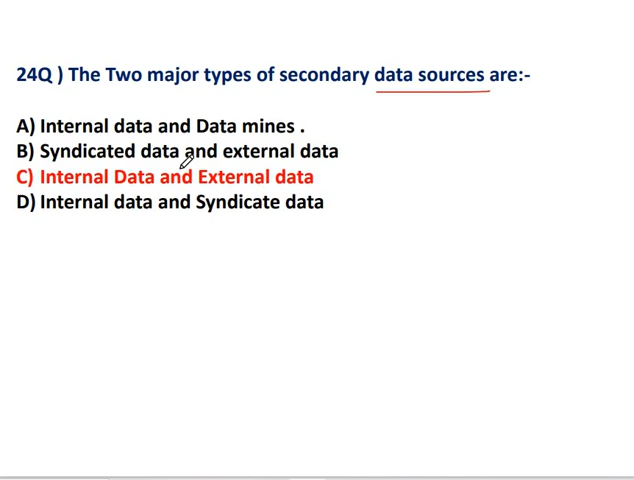 24Q ) The Two major types of secondary data sources are:-
A) Internal data and Data mines .
B) Syndicated data and external data
C) Internal Data and External data
D) Internal data and Syndicate data